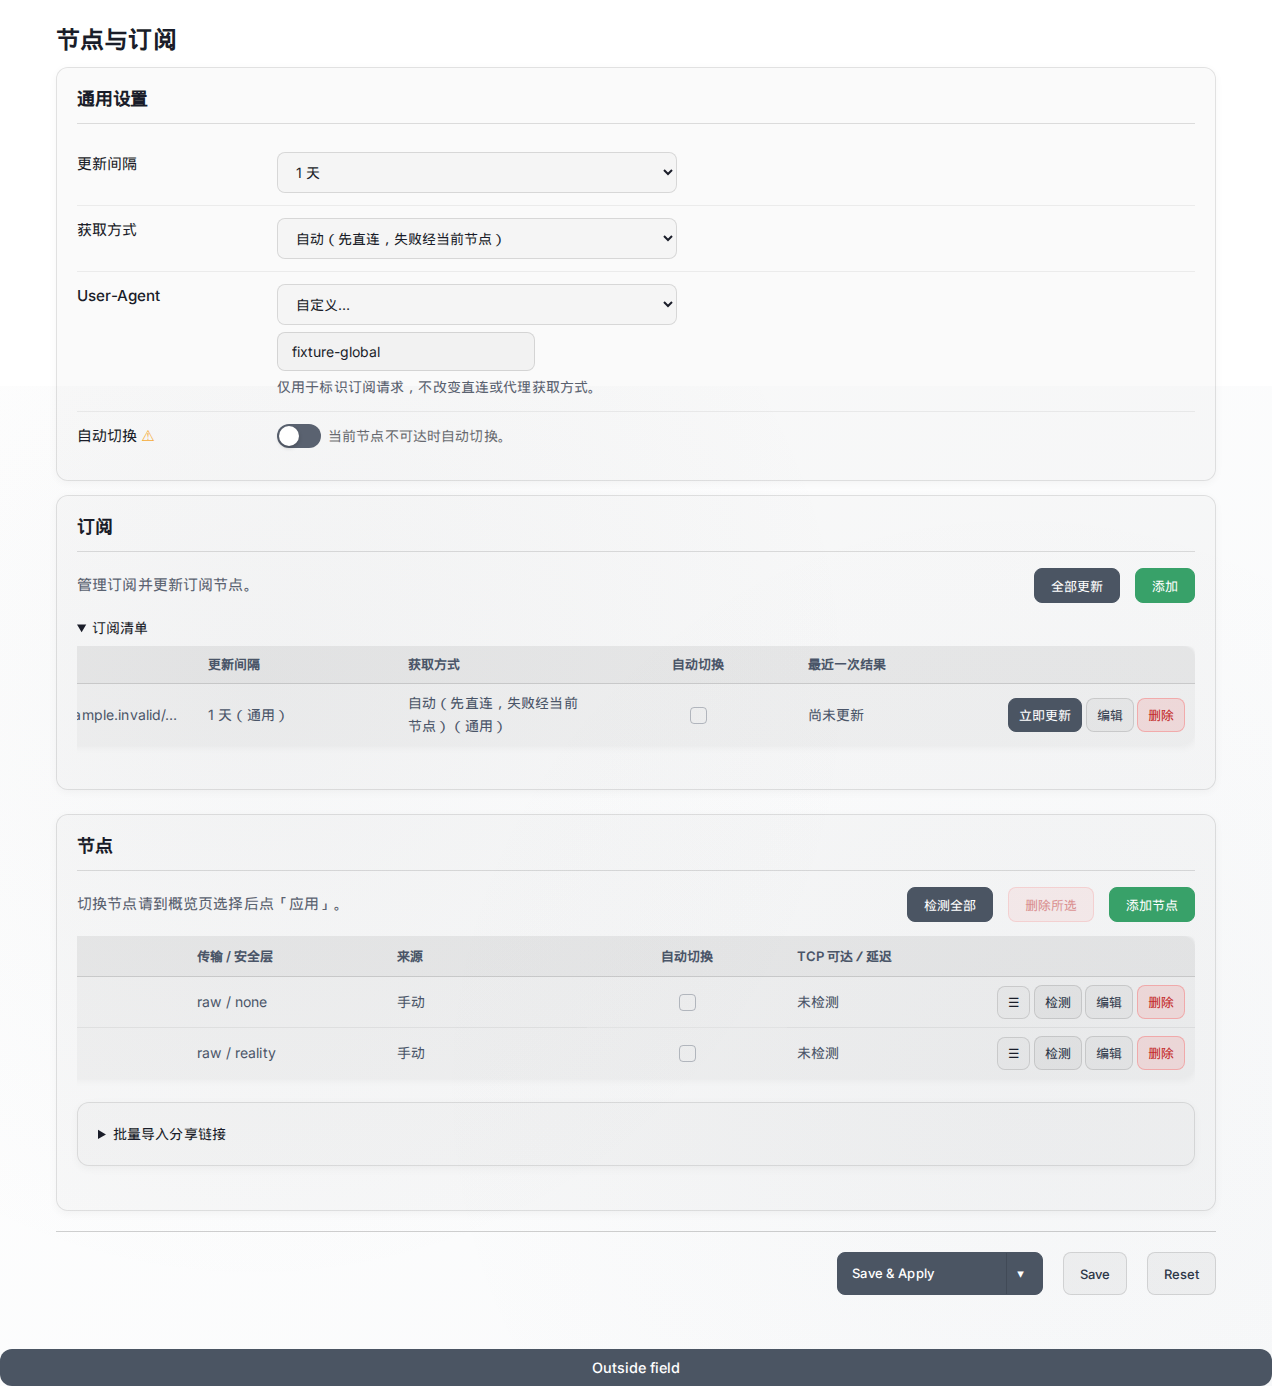 节点与订阅
通用设置
更新间隔
1 天
获取方式
自动（先直连，失败经当前节点）
User-Agent
自定义...
fixture-global
仅用于标识订阅请求，不改变直连或代理获取方式。
自动切换 ⚠
当前节点不可达时自动切换。
订阅
管理订阅并更新订阅节点。
全部更新 添加
▼ 订阅清单
更新间隔 获取方式 自动切换 最近一次结果
ample.invalid/... 1 天（通用） 自动（先直连，失败经当前
节点）（通用） 尚未更新 立即更新 编辑 删除
节点
切换节点请到概览页选择后点「应用」。
检测全部 删除所选 添加节点
传输 / 安全层 来源 自动切换 TCP 可达 / 延迟
raw / none 手动 未检测 ☰ 检测 编辑 删除
raw / reality 手动 未检测 ☰ 检测 编辑 删除
▶ 批量导入分享链接
Save & Apply ▼ Save Reset
Outside field